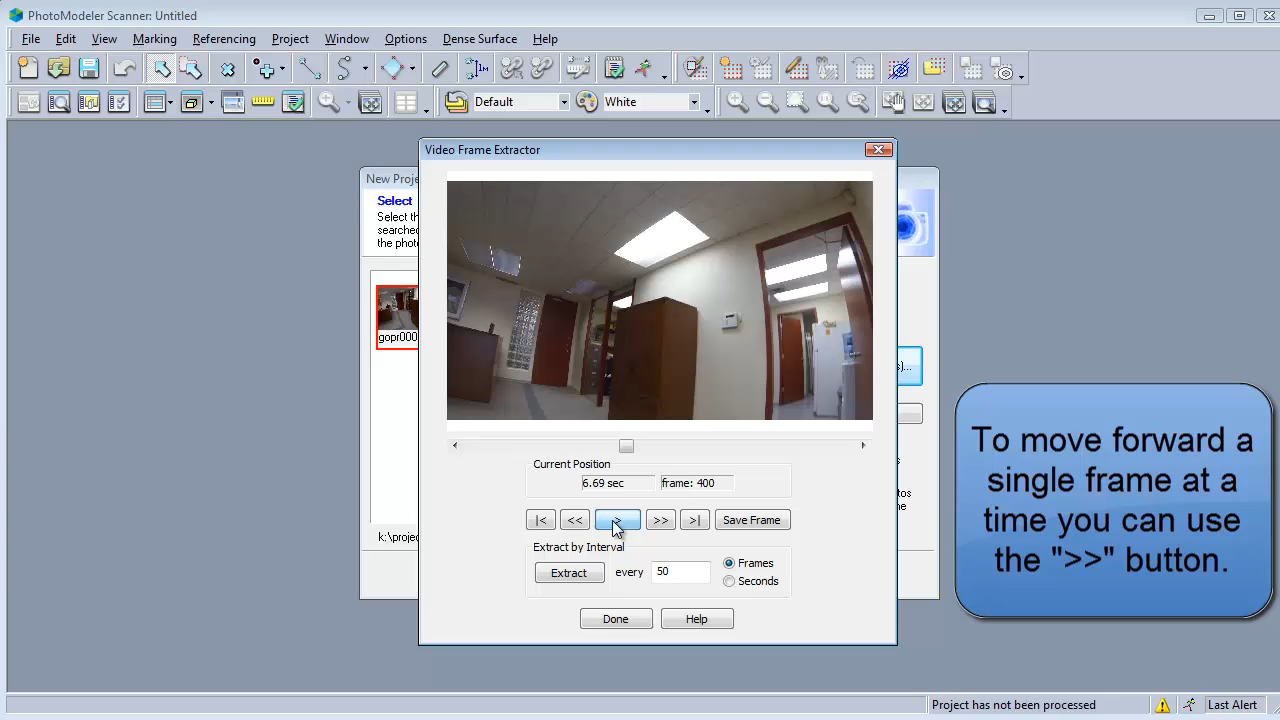 PhotoModeler Scanner: Untitled
File Edit View Marking Referencing Project Window Options Dense Surface Help
Default White
Video Frame Extractor
New Proje
Select
Select th
searched
the photo
gopr000
k:\projec
Current Position
6.69 sec frame: 400
|< << > >> >| Save Frame
Extract by Interval
Extract every 50 Frames
Seconds
Done Help
To move forward a
single frame at a
time you can use
the ">>" button.
Project has not been processed Last Alert